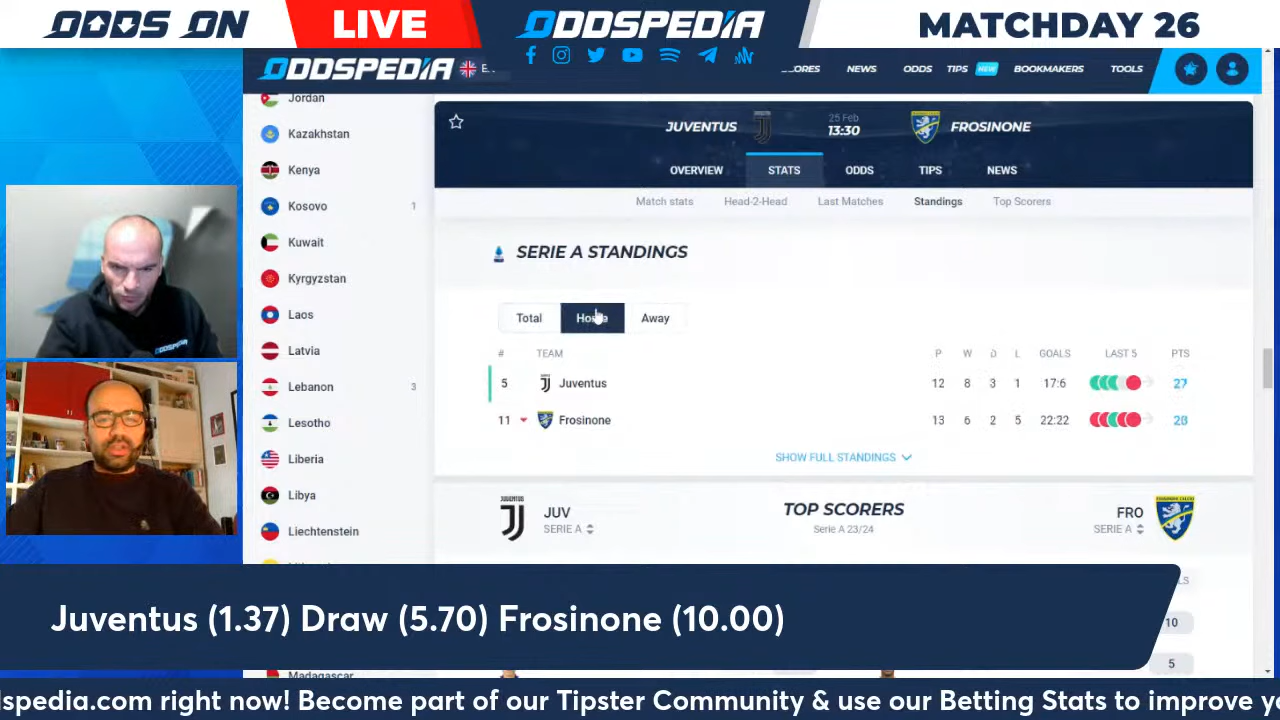 ODDS ON
LIVE
ODDSPEDIA
MATCHDAY 26
ODDSPEDIA
NEWS
ODDS
TIPS NEW
BOOKMAKERS
TOOLS
Jordan
Kazakhstan
Kenya
Kosovo 1
Kuwait
Kyrgyzstan
Laos
Latvia
Lebanon 3
Lesotho
Liberia
Libya
Liechtenstein
Madagascar
JUVENTUS
25 Feb
13:30
FROSINONE
OVERVIEW STATS ODDS TIPS NEWS
Match stats Head-2-Head Last Matches Standings Top Scorers
SERIE A STANDINGS
Total Home Away
# TEAM P W D L GOALS LAST 5 PTS
5 Juventus 12 8 3 1 17:6 27
11 Frosinone 13 6 2 5 22:22 20
SHOW FULL STANDINGS
JUV
SERIE A
TOP SCORERS
Serie A 23/24
FRO
SERIE A
10
5
ODDSPEDIA
Juventus (1.37) Draw (5.70) Frosinone (10.00)
dspedia.com right now! Become part of our Tipster Community & use our Betting Stats to improve yo